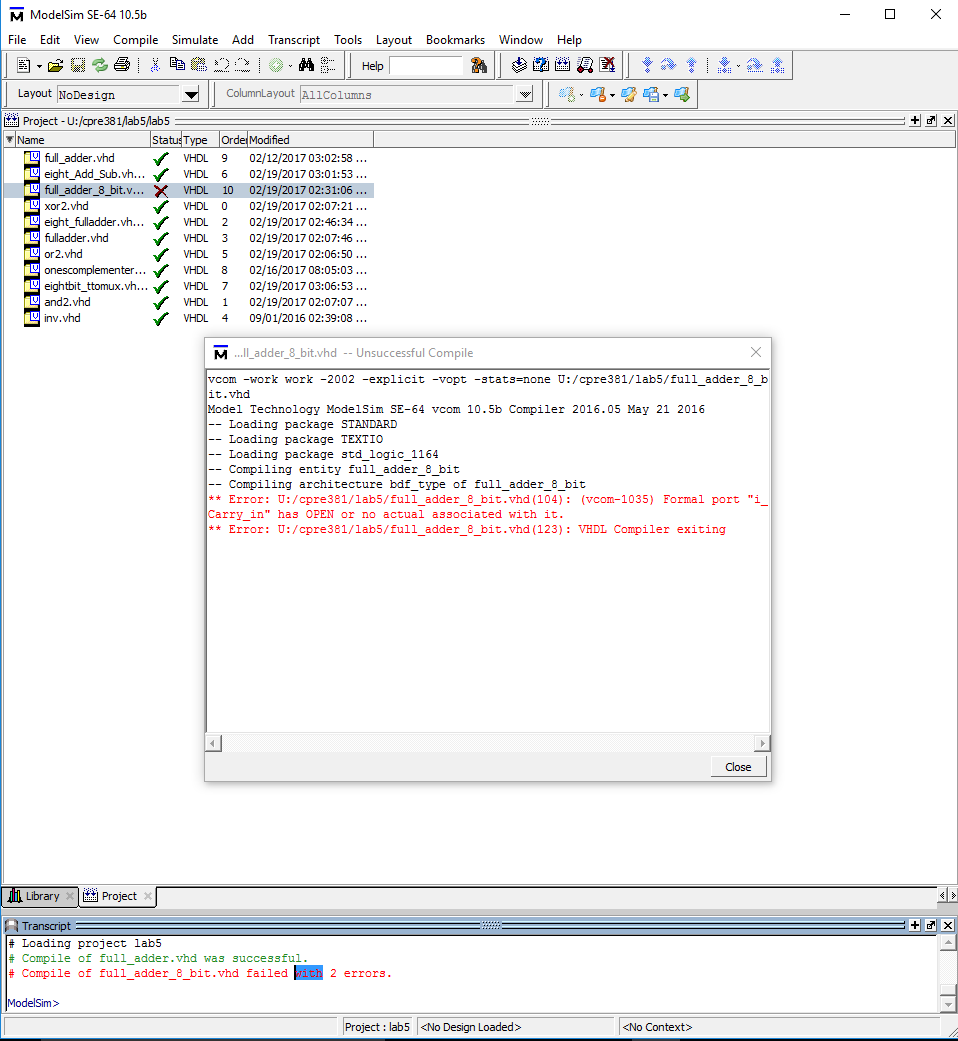 ModelSim SE-64 10.5b
File Edit View Compile Simulate Add Transcript Tools Layout Bookmarks Window Help
Help
Layout NoDesign ColumnLayout AllColumns
Project - U:/cpre381/lab5/lab5
Name Status Type Order Modified
full_adder.vhd VHDL 9 02/12/2017 03:02:58 ...
eight_Add_Sub.vh... VHDL 6 02/19/2017 03:01:53 ...
full_adder_8_bit.v... VHDL 10 02/19/2017 02:31:06 ...
xor2.vhd VHDL 0 02/19/2017 02:07:21 ...
eight_fulladder.vh... VHDL 2 02/19/2017 02:46:34 ...
fulladder.vhd VHDL 3 02/19/2017 02:07:46 ...
or2.vhd VHDL 5 02/19/2017 02:06:50 ...
onescomplementer... VHDL 8 02/16/2017 08:05:03 ...
eightbit_ttomux.vh... VHDL 7 02/19/2017 03:06:53 ...
and2.vhd VHDL 1 02/19/2017 02:07:07 ...
inv.vhd VHDL 4 09/01/2016 02:39:08 ...
...ll_adder_8_bit.vhd -- Unsuccessful Compile
vcom -work work -2002 -explicit -vopt -stats=none U:/cpre381/lab5/full_adder_8_b
it.vhd
Model Technology ModelSim SE-64 vcom 10.5b Compiler 2016.05 May 21 2016
-- Loading package STANDARD
-- Loading package TEXTIO
-- Loading package std_logic_1164
-- Compiling entity full_adder_8_bit
-- Compiling architecture bdf_type of full_adder_8_bit
** Error: U:/cpre381/lab5/full_adder_8_bit.vhd(104): (vcom-1035) Formal port "i_
Carry_in" has OPEN or no actual associated with it.
** Error: U:/cpre381/lab5/full_adder_8_bit.vhd(123): VHDL Compiler exiting
Close
Library Project
Transcript
# Loading project lab5
# Compile of full_adder.vhd was successful.
# Compile of full_adder_8_bit.vhd failed with 2 errors.
ModelSim>
Project : lab5 <No Design Loaded> <No Context>